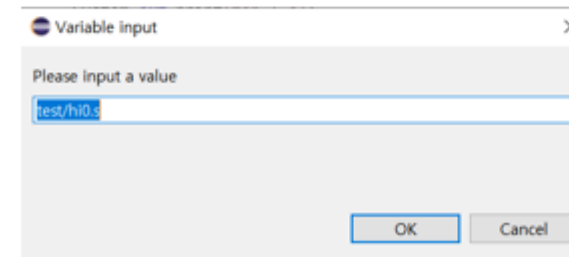 Variable input
Please input a value
test/hi0.s
OK
Cancel